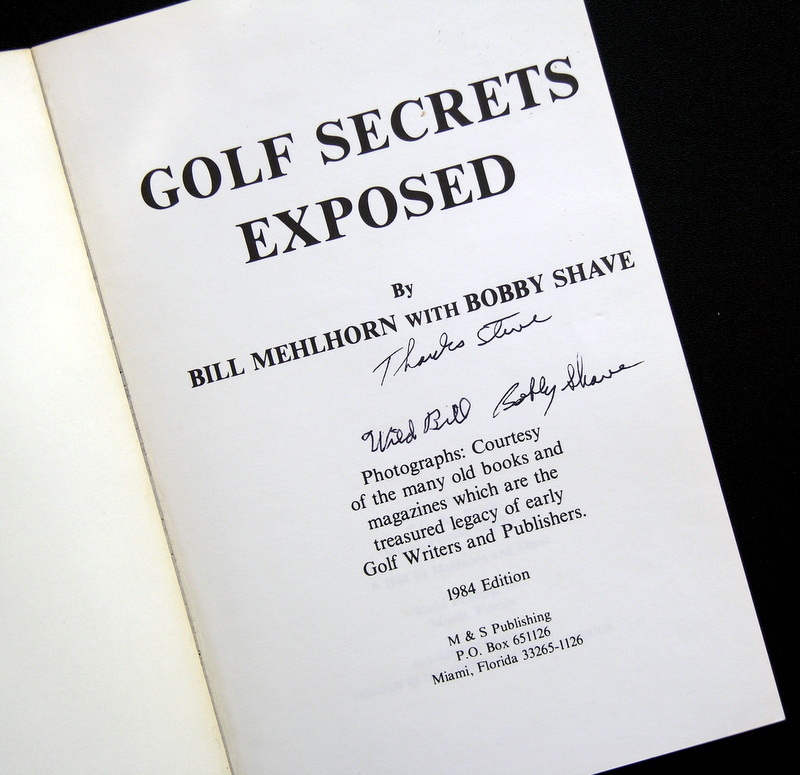 GOLF SECRETS
EXPOSED
By
BILL MEHLHORN WITH BOBBY SHAVE
Thanks Steve
Wild Bill Bobby Shave
Photographs: Courtesy
of the many old books and
magazines which are the
treasured legacy of early
Golf Writers and Publishers.
1984 Edition
M & S Publishing
P.O. Box 651126
Miami, Florida 33265-1126